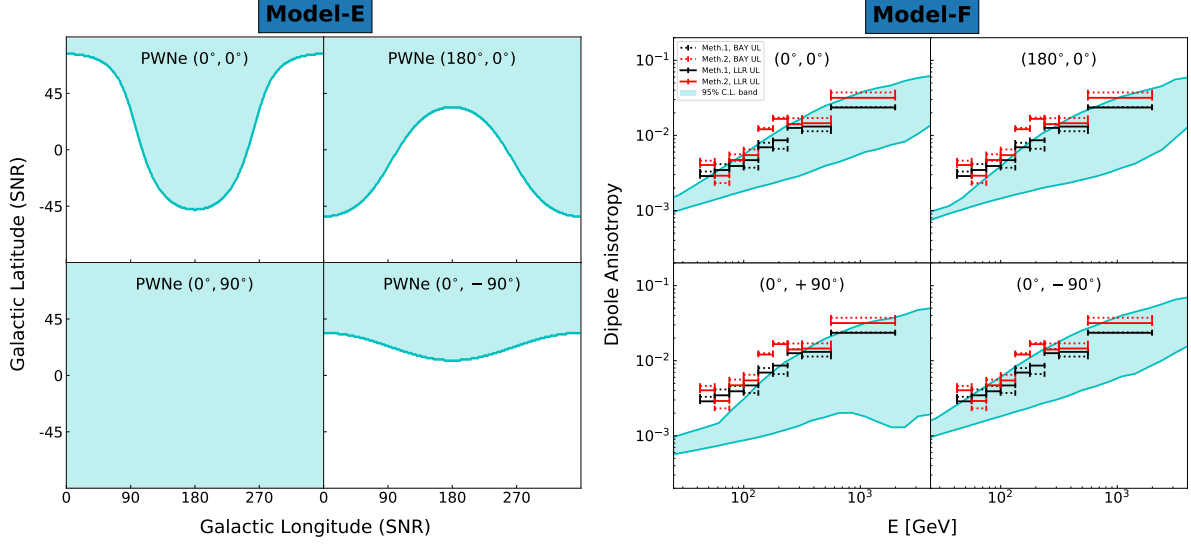 Model-E
PWNe (0°, 0°)
PWNe (180°, 0°)
PWNe (0°, 90°)
PWNe (0°, −90°)
45
0
-45
45
0
-45
0
90
180
270
0
90
180
270
Galactic Latitude (SNR)
Galactic Longitude (SNR)
Model-F
Meth.1, BAY UL
Meth.2, BAY UL
Meth.1, LLR UL
Meth.2, LLR UL
95% C.L. band
(0°, 0°)
(180°, 0°)
(0°, +90°)
(0°, −90°)
10⁻¹
10⁻²
10⁻³
10⁻¹
10⁻²
10⁻³
10²
10³
10²
10³
Dipole Anisotropy
E [GeV]